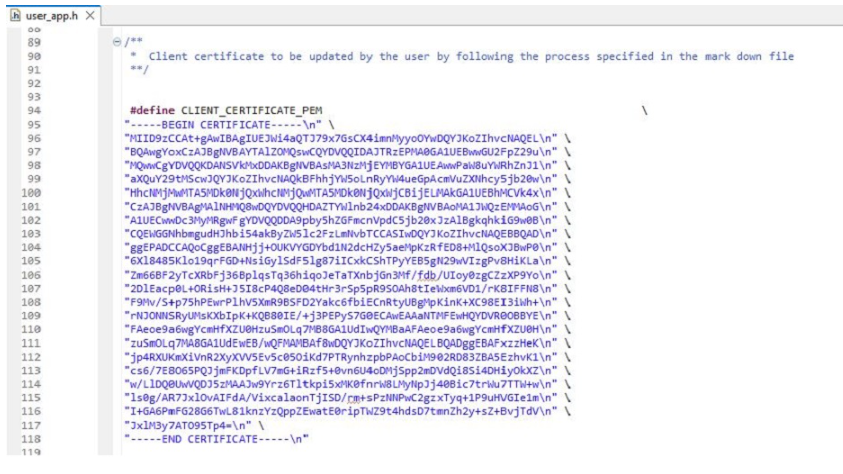 user_app.h
89 /**
90 * Client certificate to be updated by the user by following the process specified in the mark down file
91 **/
92
93
94 #define CLIENT_CERTIFICATE_PEM \
95 "-----BEGIN CERTIFICATE-----\n" \
96 "MIID9zCCAt+gAwIBAgIUEJWi4aQTJ79x7GsCX4imnMyyoOYwDQYJKoZIhvcNAQEL\n" \
97 "BQAwgYoxCzAJBgNVBAYTAlZOMQswCQYDVQQIDAJTRzEPMA0GA1UEBwwGU2FpZ29u\n" \
98 "MQwwCgYDVQQKDANSVkMxDDAKBgNVBAsMA3NzMjEYMBYGA1UEAwwPaW8uYWRhZnJ1\n" \
99 "aXQuY29tMScwJQYJKoZIhvcNAQkBFhhjYW5oLnRyYW4ueGpAcmVuZXNhcy5jb20w\n" \
100 "HhcNMjMwMTA5MDk0NjQxWhcNMjQwMTA5MDk0NjQxWjCBijELMAkGA1UEBhMCVk4x\n" \
101 "CzAJBgNVBAgMAlNHMQ8wDQYDVQQHDAZTYWlnb24xDDAKBgNVBAoMA1JWQzEMMAoG\n" \
102 "A1UECwwDc3MyMRgwFgYDVQQDDA9pby5hZGFmcnVpdC5jb20xJzAlBgkqhkiG9w0B\n" \
103 "CQEWGGNhbmgudHJhbi54akByZW5lc2FzLmNvbTCCASIwDQYJKoZIhvcNAQEBBQAD\n" \
104 "ggEPADCCAQoCggEBANHjj+OUKVYGDYbd1N2dcHZy5aeMpKzRfED8+MlQsoXJBwP0\n" \
105 "6Xl8485Klo19qrFGD+NsiGylSdF5lg87iICxkCShTPyYEB5gN29wVIzgPv8HiKLa\n" \
106 "Zm66BF2yTcXRbFj36BplqsTq36hiqoJeTaTXnbjGn3Mf/fdb/UIoy0zgCZzXP9Yo\n" \
107 "2DlEacp0L+ORisH+J5I8cP4Q8eD04tHr3rSp5pR9SOAh8tIeWxm6VD1/rKBIFFN8\n" \
108 "F9Mv/S+p75hPEwrPlhV5XmR9BSFD2Yakc6fbiECnRtyUBgMpKinK+XC98EI3iWh+\n" \
109 "rNJONNSRyUMsKXbIpK+KQB80IE/+j3PEPyS7G0ECAwEAAaNTMFEwHQYDVR0OBBYE\n" \
110 "FAeoe9a6wgYcmHfXZU0HzuSmOLq7MB8GA1UdIwQYMBaAFAeoe9a6wgYcmHfXZU0H\n" \
111 "zuSmOLq7MA8GA1UdEwEB/wQFMAMBAf8wDQYJKoZIhvcNAQELBQADggEBAFxzzHeK\n" \
112 "jp4RXUKmXiVnR2XyXVV5Ev5c05OiKd7PTRynhzpbPAoCbiM902RD83ZBA5EzhvK1\n" \
113 "cs6/7E8O65PQJjmFKDpfLV7mG+iRzf5+0vn6U4oDMjSpp2mDVdQi8Si4DHiyOkXZ\n" \
114 "w/LlDQ0UwVQDJ5zMAAJw9Yrz6Tltkpi5xMK0fnrW8LMyNpJj40Bic7trWu7TTW+w\n" \
115 "ls0g/AR7JxlOvAIFdA/VixcalaonTjISD/rm+sPzNNPwC2gzxTyq+1P9uHVGIe1m\n" \
116 "I+GA6PmFG28G6TwL81knzYzQppZEwatE0ripTWZ9t4hdsD7tmnZh2y+sZ+BvjTdV\n" \
117 "JxlM3y7ATO95Tp4=\n" \
118 "-----END CERTIFICATE-----\n"
119